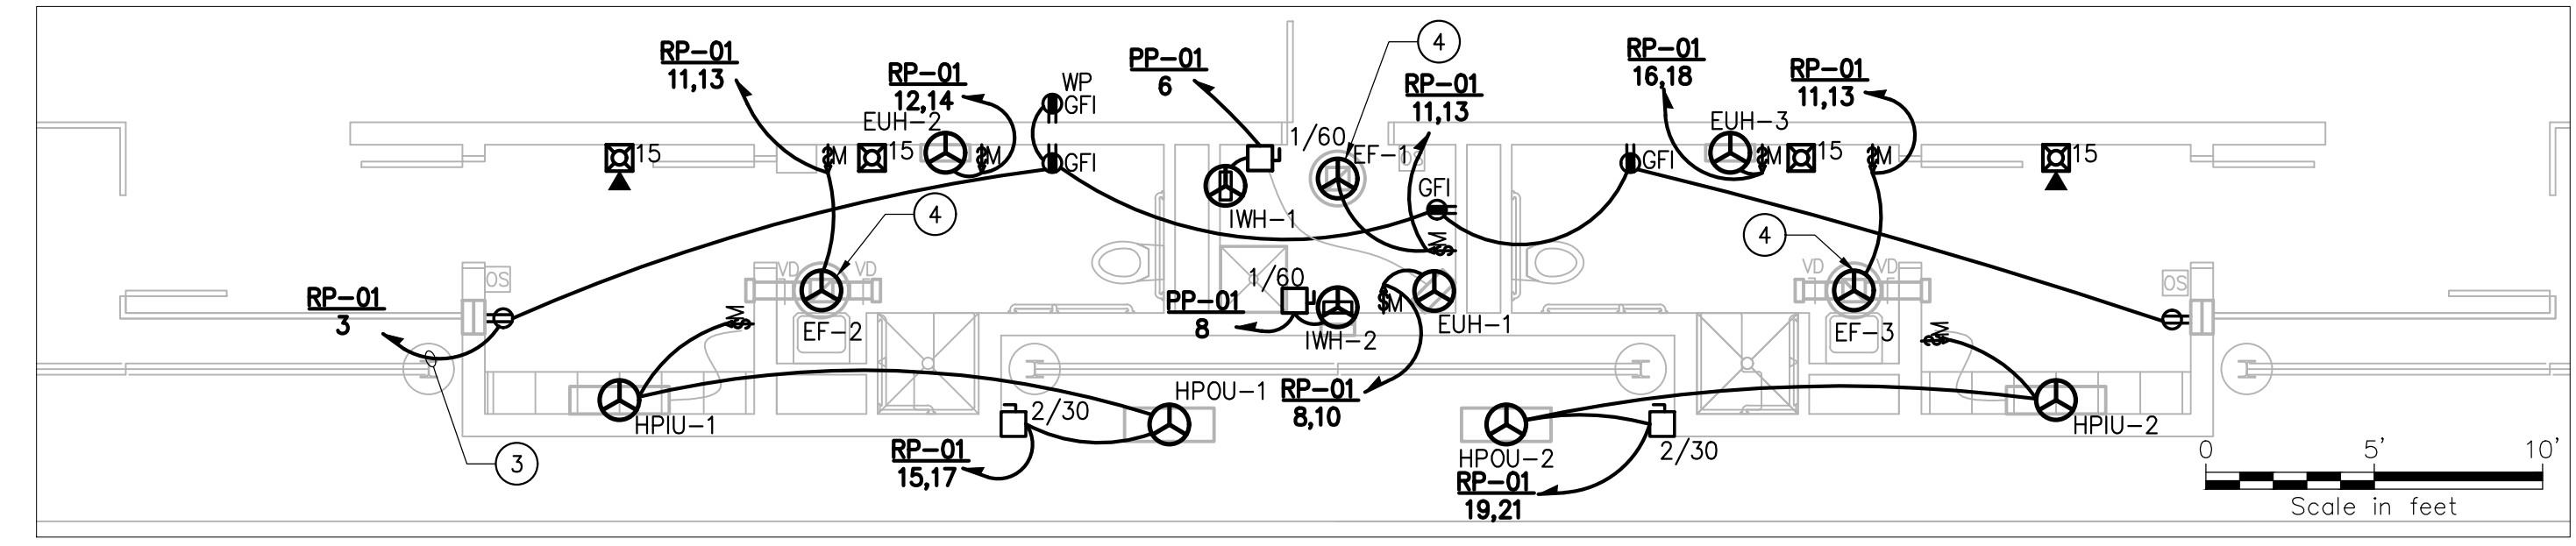 RP-01
11,13
RP-01
12,14
WP
GFI
PP-01
6
4
RP-01
11,13
RP-01
16,18
RP-01
11,13
EUH-2
1/60
EUH-3
15
M
15
M
GFI
EF-1
OS
GFI
M
15
M
15
GFI
IWH-1
M
4
4
VD
VD
OS
1/60
VD
VD
OS
RP-01
3
M
EF-2
PP-01
8
IWH-2
M
EUH-1
EF-3
M
HPIU-1
2/30
HPOU-1
RP-01
8,10
HPIU-2
RP-01
15,17
3
HPOU-2
2/30
RP-01
19,21
0
5'
10'
Scale in feet